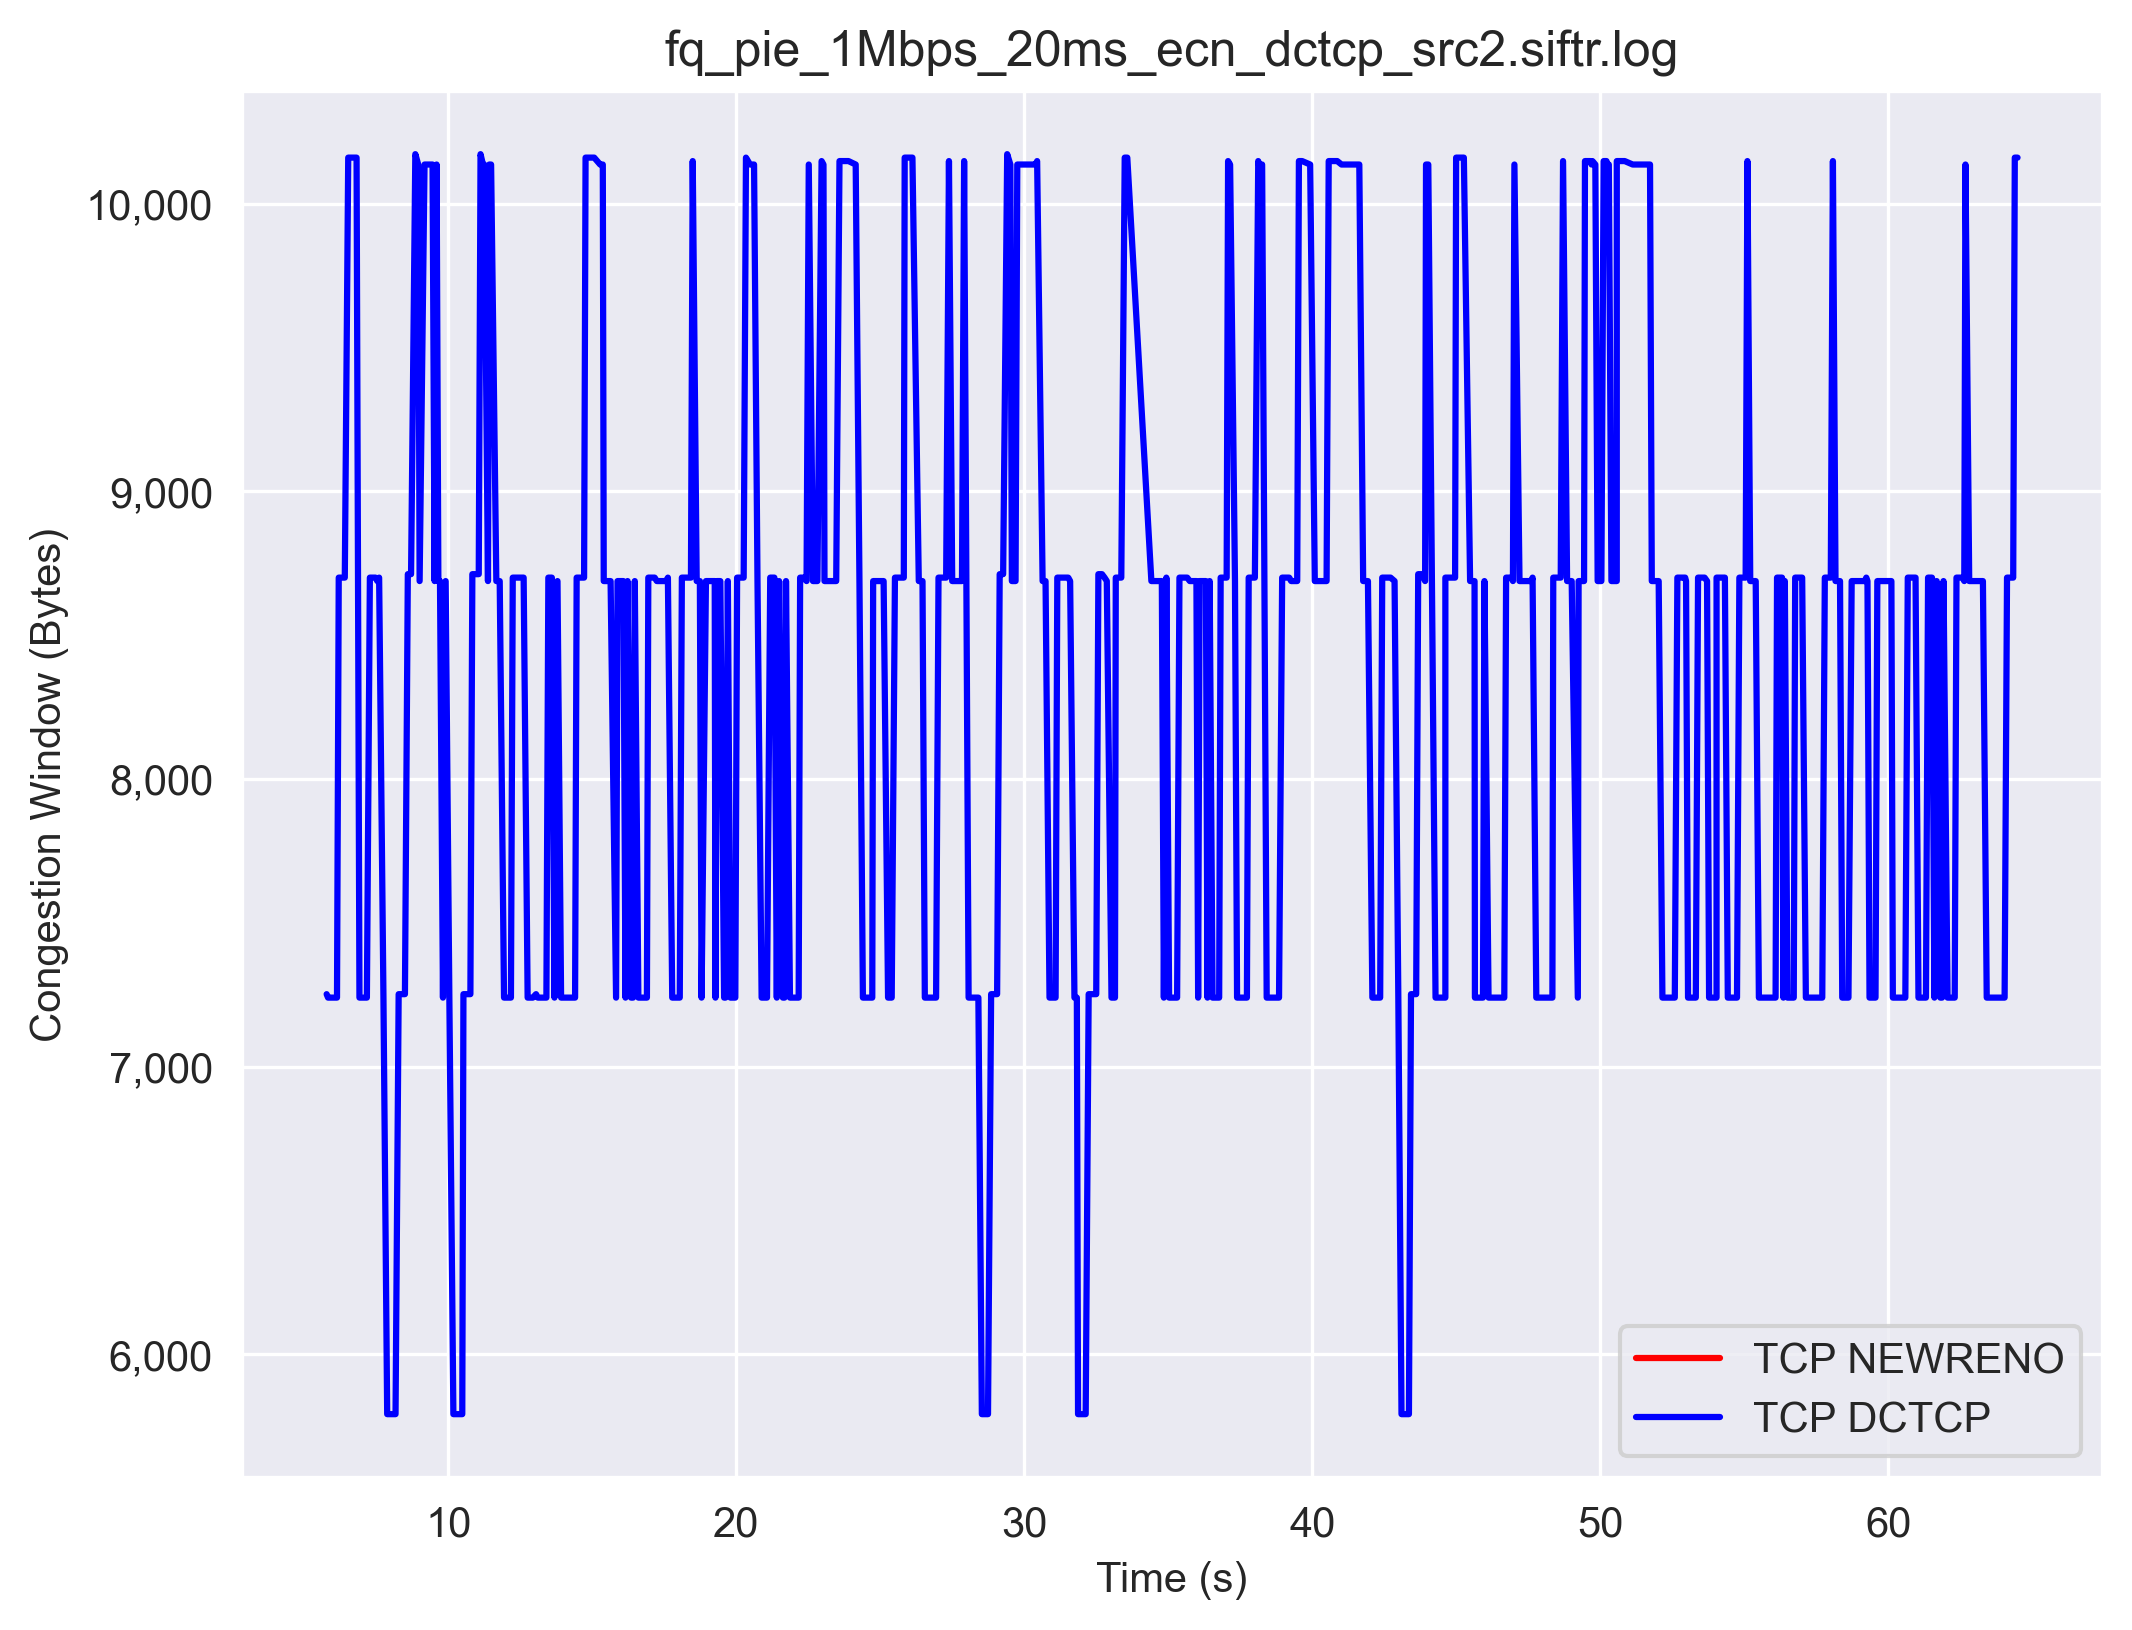 fq_pie_1Mbps_20ms_ecn_dctcp_src2.siftr.log
Congestion Window (Bytes)
10,000
9,000
8,000
7,000
6,000
TCP NEWRENO
TCP DCTCP
10 20 30 40 50 60
Time (s)